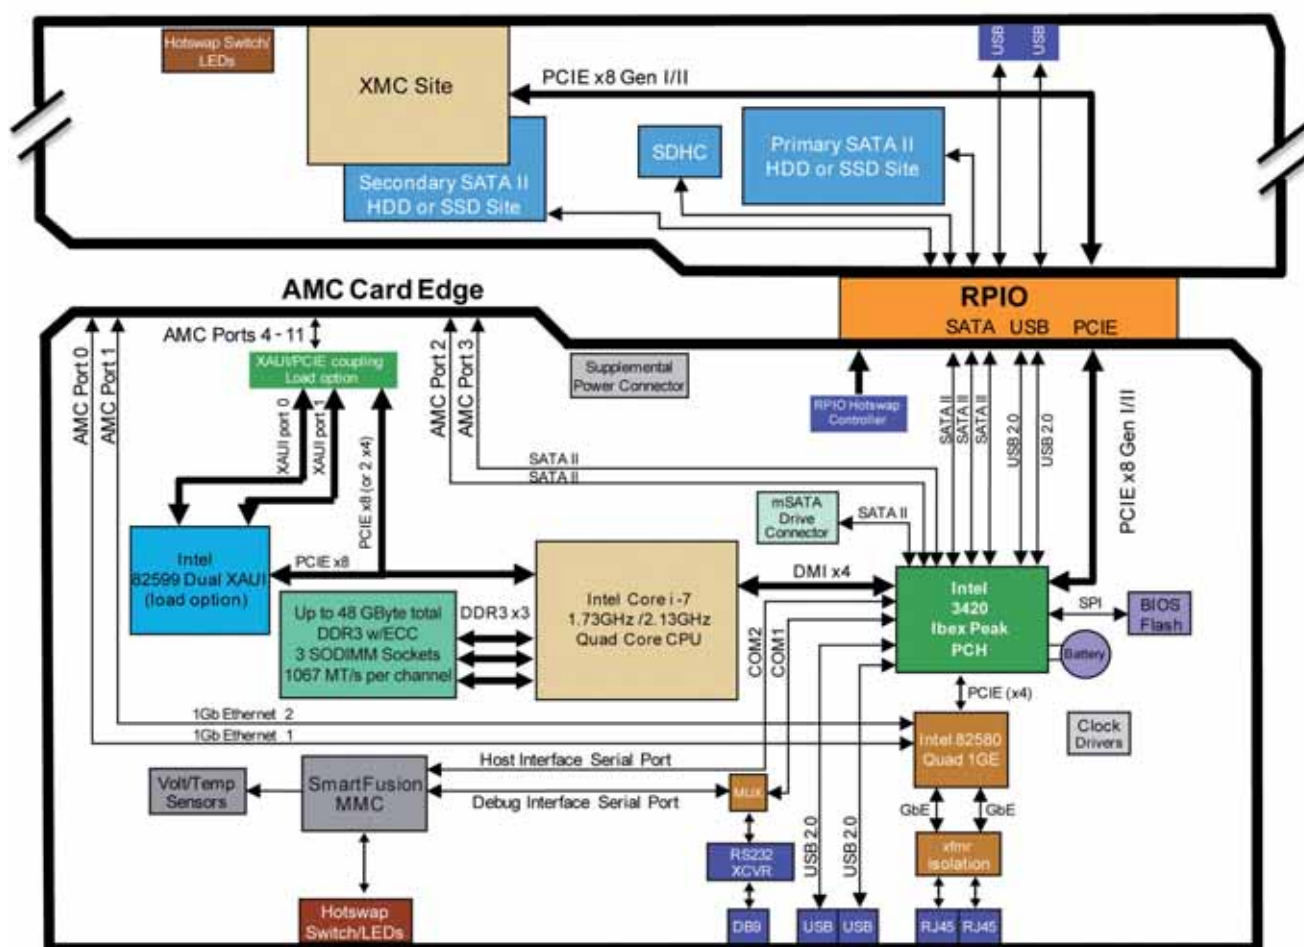 Hotswap Switch/
LEDs
XMC Site
PCIE x8 Gen I/II
USB
USB
SDHC
Primary SATA II
HDD or SSD Site
Secondary SATA II
HDD or SSD Site
AMC Card Edge
RPIO
SATA USB PCIE
AMC Port 0
AMC Port 1
AMC Ports 4 - 11
XAUI/PCIE coupling
Load option
AMC Port 2
AMC Port 3
Supplemental
Power Connector
RPIO Hotswap
Controller
SATA II
SATA II
SATA II
USB 2.0
USB 2.0
PCIE x8 Gen I/II
XAUI port 0
XAUI port 1
PCIE x8 (or 2 x4)
SATA II
SATA II
mSATA
Drive
Connector
SATA II
Intel
82599 Dual XAUI
(load option)
PCIE x8
Intel Core i-7
1.73GHz /2.13GHz
Quad Core CPU
DMI x4
Intel
3420
Ibex Peak
PCH
SPI
BIOS
Flash
Battery
Up to 48 GByte total
DDR3 w/ECC
3 SODIMM Sockets
1067 MT/s per channel
DDR3 x3
COM2
COM1
PCIE (x4)
1Gb Ethernet 2
1Gb Ethernet 1
Intel 82580
Quad 1GE
Clock
Drivers
Host Interface Serial Port
Volt/Temp
Sensors
SmartFusion
MMC
Debug Interface Serial Port
MUX
GbE
GbE
USB 2.0
USB 2.0
RS232
XCVR
xfmr
isolation
Hotswap
Switch/LEDs
DB9
USB
USB
RJ45
RJ45